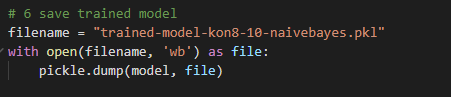 # 6 save trained model
filename = "trained-model-kon8-10-naivebayes.pkl"
with open(filename, 'wb') as file:
    pickle.dump(model, file)